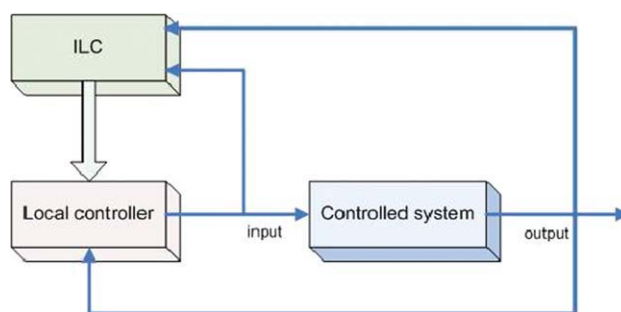 ILC
Local controller
input
Controlled system
output